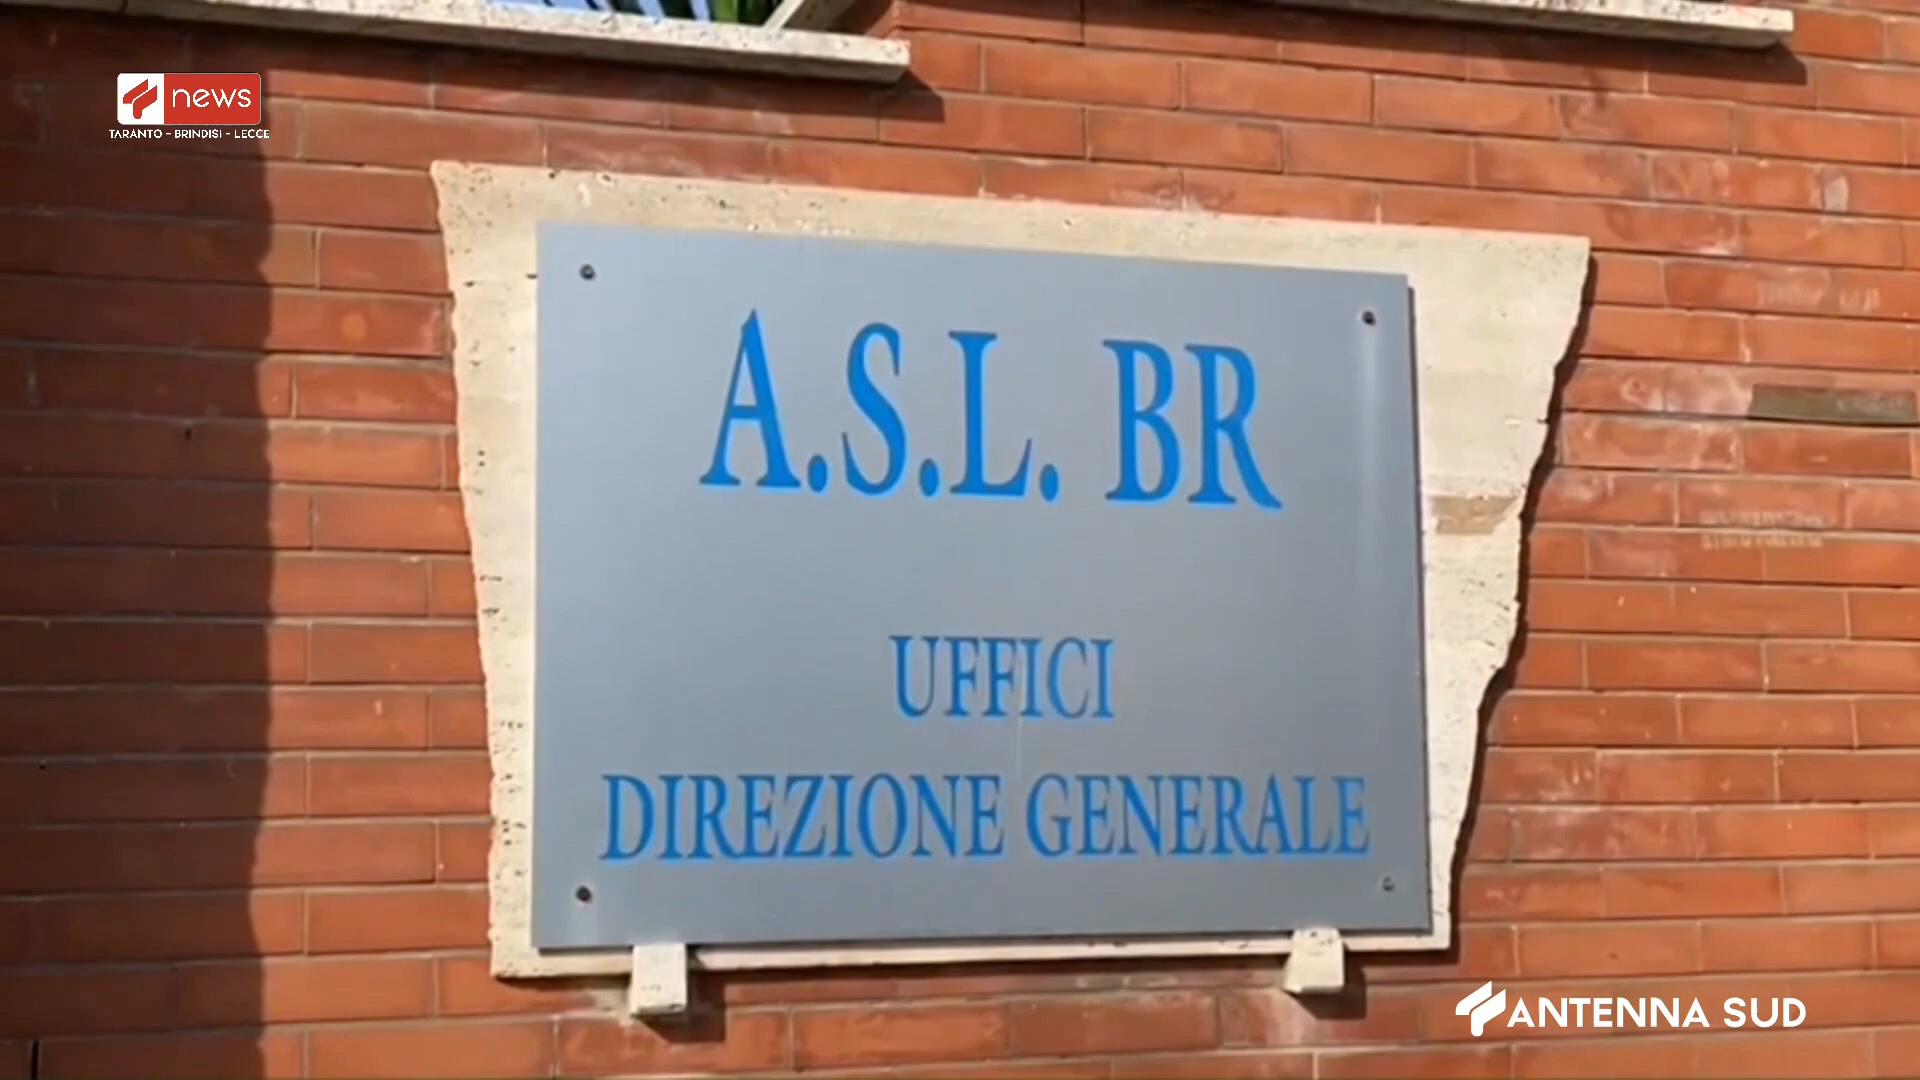 news
TARANTO - BRINDISI - LECCE
A.S.L. BR
UFFICI
DIREZIONE GENERALE
ANTENNA SUD